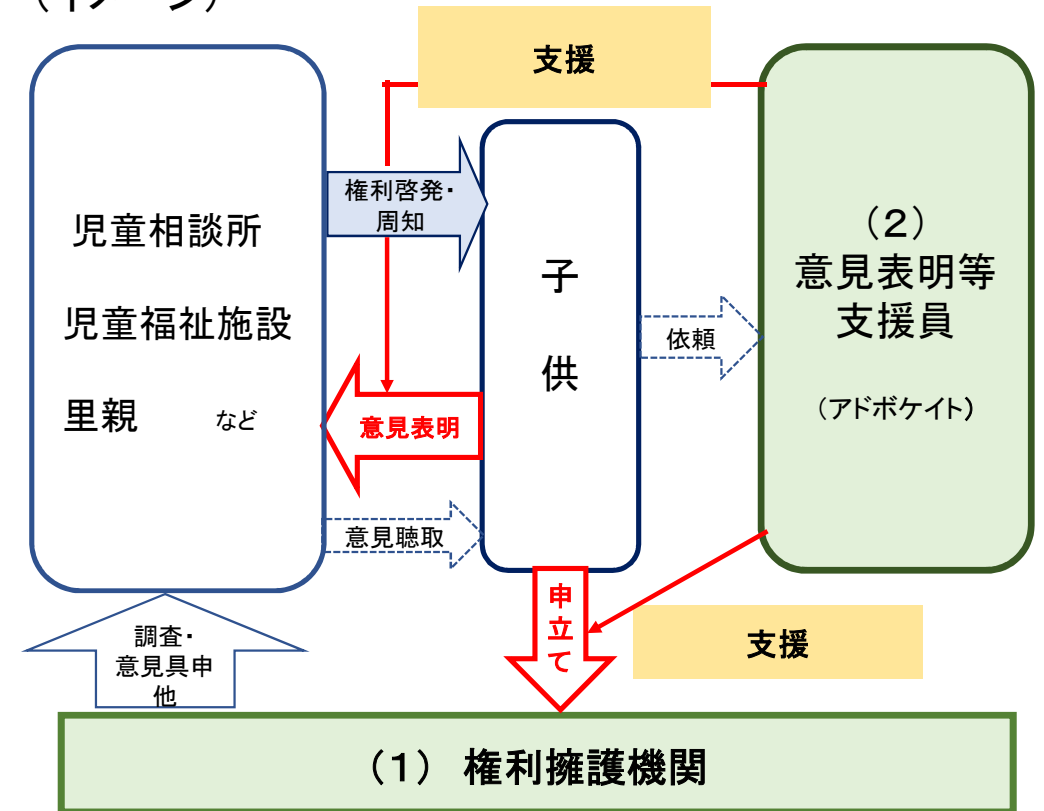 支援
権利啓発・
周知
児童相談所
児童福祉施設
里親 など
子
供
（2）
意見表明等
支援員
（アドボケイト）
依頼
意見表明
意見聴取
申
立
て
支援
調査・
意見具申
他
（1） 権利擁護機関